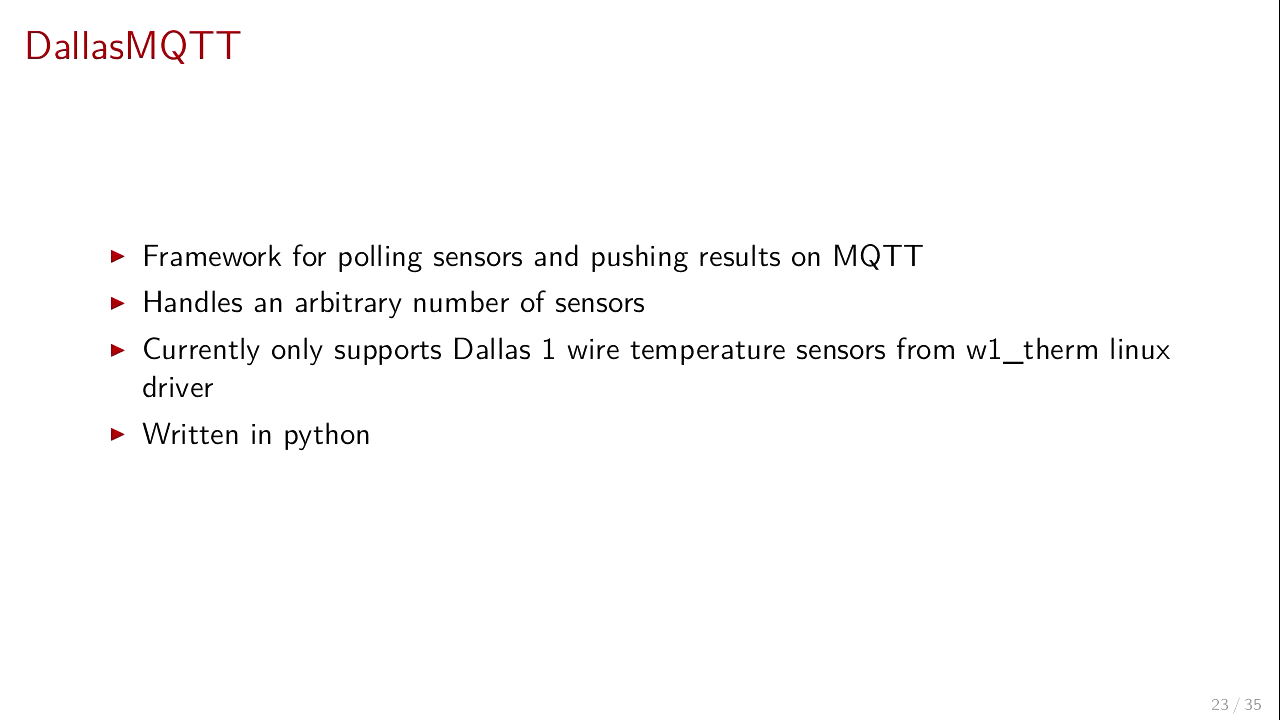 DallasMQTT
▶ Framework for polling sensors and pushing results on MQTT
▶ Handles an arbitrary number of sensors
▶ Currently only supports Dallas 1 wire temperature sensors from w1_therm linux
driver
▶ Written in python
23 / 35